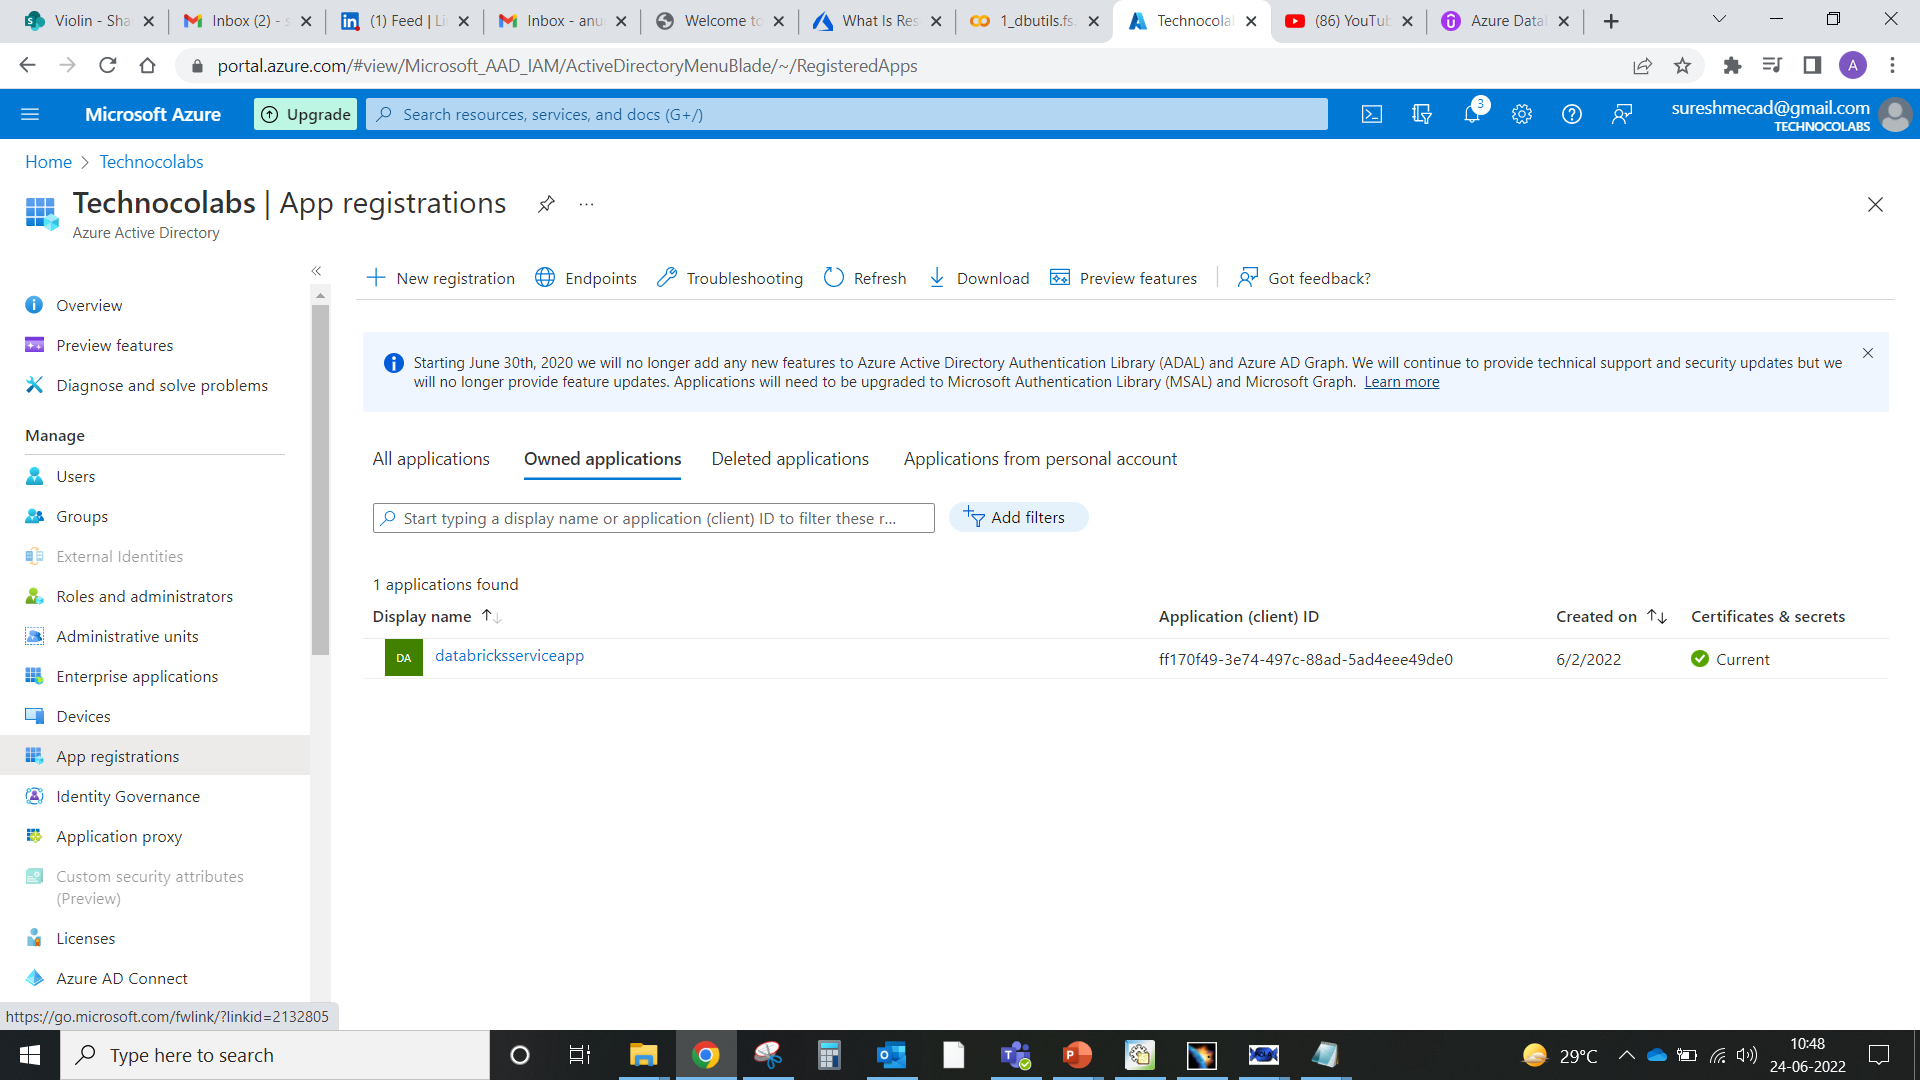 Violin - Sha
Inbox (2) - s
(1) Feed | Li
Inbox - anu
Welcome to
What Is Res
1_dbutils.fs.
Technocolab
(86) YouTub
Azure Datab
portal.azure.com/#view/Microsoft_AAD_IAM/ActiveDirectoryMenuBlade/~/RegisteredApps
A
Microsoft Azure
Upgrade
Search resources, services, and docs (G+/)
3
sureshmecad@gmail.com
TECHNOCOLABS
Home > Technocolabs
Technocolabs | App registrations
Azure Active Directory
New registration
Endpoints
Troubleshooting
Refresh
Download
Preview features
Got feedback?
Overview
Preview features
Diagnose and solve problems
Manage
Users
Groups
External Identities
Roles and administrators
Administrative units
Enterprise applications
Devices
App registrations
Identity Governance
Application proxy
Custom security attributes
(Preview)
Licenses
Azure AD Connect
Starting June 30th, 2020 we will no longer add any new features to Azure Active Directory Authentication Library (ADAL) and Azure AD Graph. We will continue to provide technical support and security updates but we
will no longer provide feature updates. Applications will need to be upgraded to Microsoft Authentication Library (MSAL) and Microsoft Graph. Learn more
All applications
Owned applications
Deleted applications
Applications from personal account
Start typing a display name or application (client) ID to filter these r...
Add filters
1 applications found
Display name
Application (client) ID
Created on
Certificates & secrets
DA
databricksserviceapp
ff170f49-3e74-497c-88ad-5ad4eee49de0
6/2/2022
Current
https://go.microsoft.com/fwlink/?linkid=2132805
Type here to search
29°C
10:48
24-06-2022